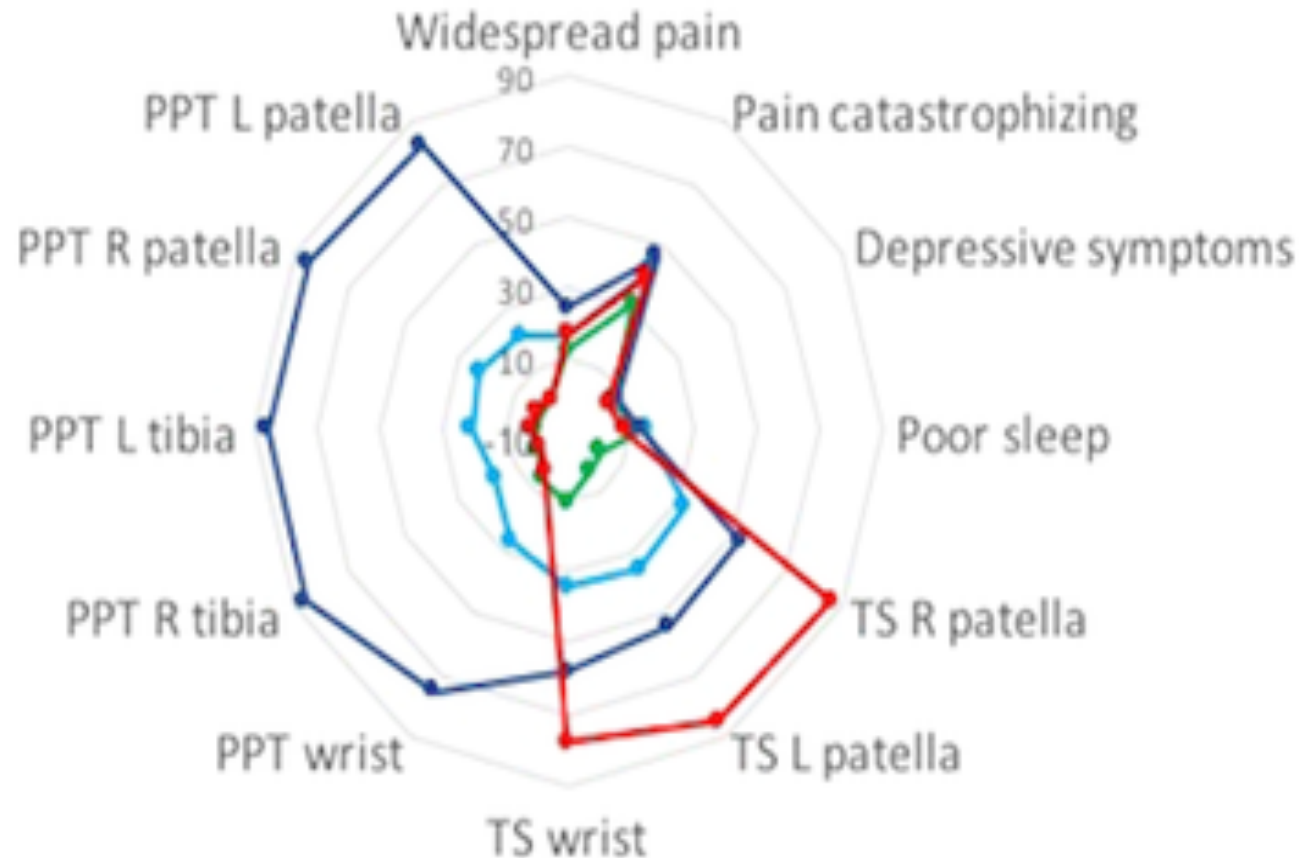 Widespread pain
90
PPT L patella
Pain catastrophizing
70
50
PPT R patella
Depressive symptoms
30
10
PPT L tibia
-10
Poor sleep
PPT R tibia
TS R patella
PPT wrist
TS L patella
TS wrist